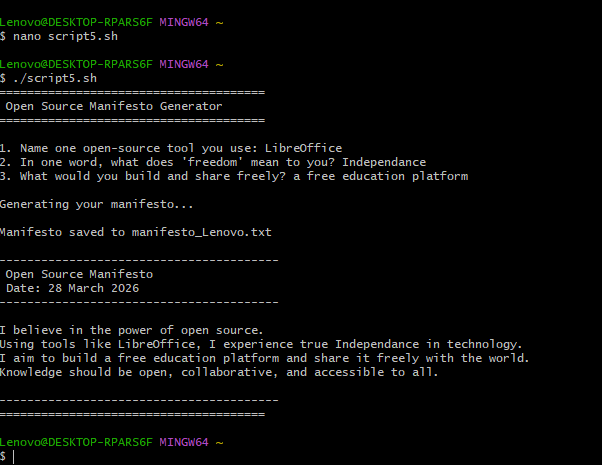 Lenovo@DESKTOP-RPARS6F MINGW64 ~
$ nano script5.sh
Lenovo@DESKTOP-RPARS6F MINGW64 ~
$ ./script5.sh
======================================
 Open Source Manifesto Generator
======================================
1. Name one open-source tool you use: LibreOffice
2. In one word, what does 'freedom' mean to you? Independance
3. What would you build and share freely? a free education platform
Generating your manifesto...
Manifesto saved to manifesto_Lenovo.txt
----------------------------------------
 Open Source Manifesto
 Date: 28 March 2026
----------------------------------------
I believe in the power of open source.
Using tools like LibreOffice, I experience true Independance in technology.
I aim to build a free education platform and share it freely with the world.
Knowledge should be open, collaborative, and accessible to all.
----------------------------------------
======================================
Lenovo@DESKTOP-RPARS6F MINGW64 ~
$